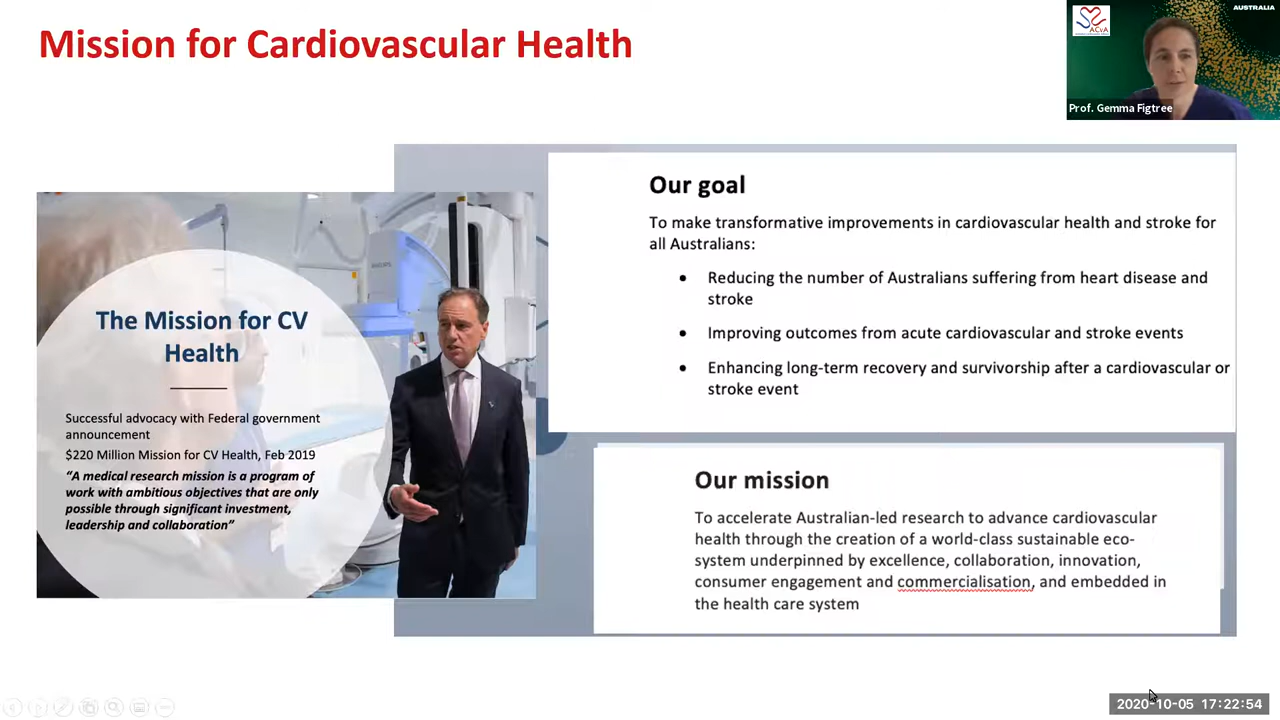 Mission for Cardiovascular Health
AUSTRALIA
ACvA
Prof. Gemma Figtree
The Mission for CV
Health
Successful advocacy with Federal government
announcement
$220 Million Mission for CV Health, Feb 2019
“A medical research mission is a program of
work with ambitious objectives that are only
possible through significant investment,
leadership and collaboration”
Our goal
To make transformative improvements in cardiovascular health and stroke for
all Australians:
• Reducing the number of Australians suffering from heart disease and
stroke
• Improving outcomes from acute cardiovascular and stroke events
• Enhancing long-term recovery and survivorship after a cardiovascular or
stroke event
Our mission
To accelerate Australian-led research to advance cardiovascular
health through the creation of a world-class sustainable eco-
system underpinned by excellence, collaboration, innovation,
consumer engagement and commercialisation, and embedded in
the health care system
2020-10-05 17:22:54